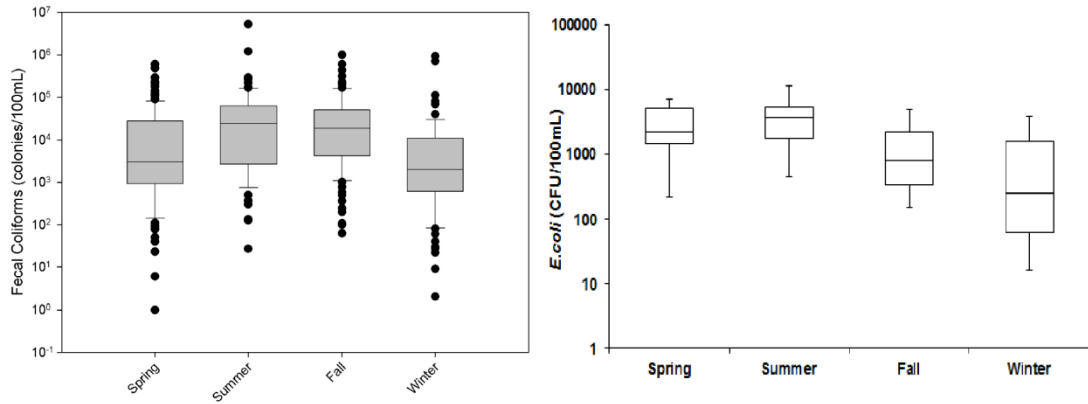 Fecal Coliforms (colonies/100mL)
10^7
10^6
10^5
10^4
10^3
10^2
10^1
10^0
10^-1
Spring
Summer
Fall
Winter
E.coli (CFU/100mL)
100000
10000
1000
100
10
1
Spring
Summer
Fall
Winter